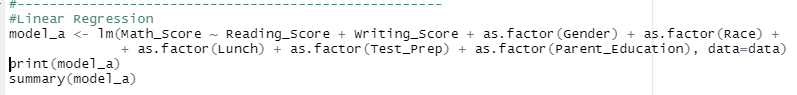 #----------------------------------------------------
#Linear Regression
model_a <- lm(Math_Score ~ Reading_Score + Writing_Score + as.factor(Gender) + as.factor(Race) +
+ as.factor(Lunch) + as.factor(Test_Prep) + as.factor(Parent_Education), data=data)
print(model_a)
summary(model_a)